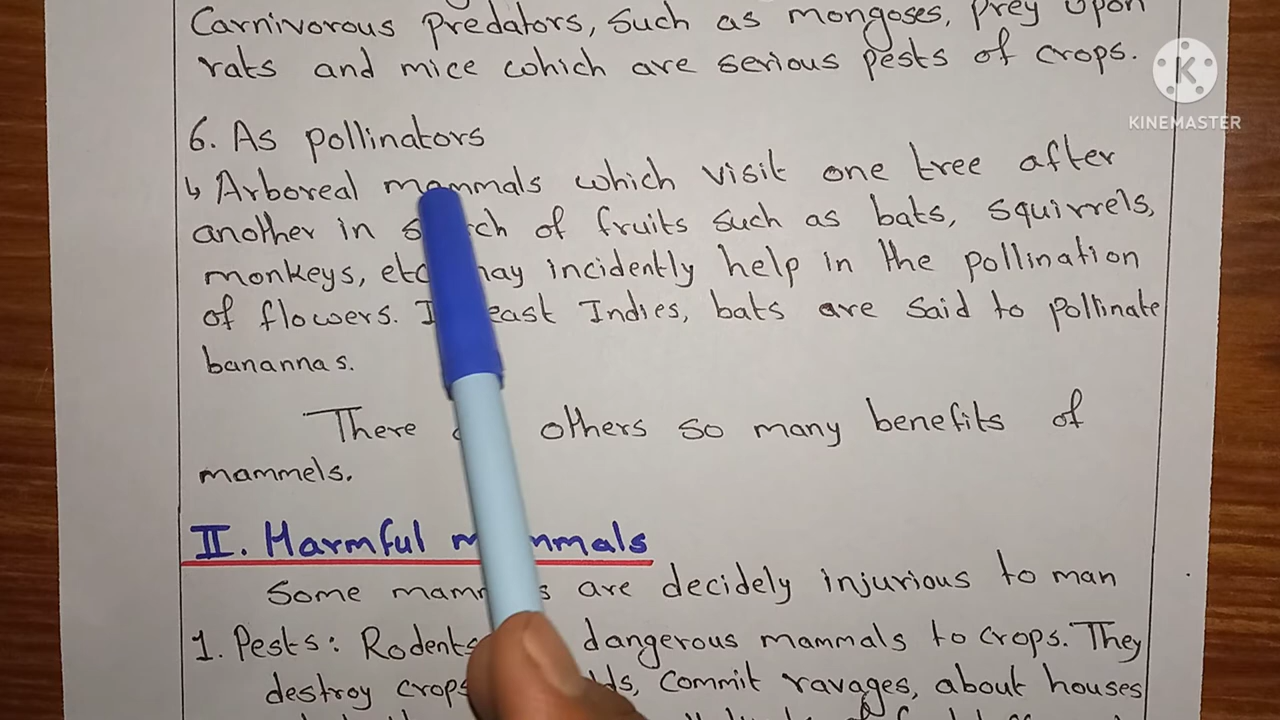 Carnivorous predators, such as mongoses, prey upon
rats and mice which are serious pests of crops.
KINEMASTER
6. As pollinators
↳ Arboreal mammals which visit one tree after
another in ch of fruits such as bats, squirrels,
monkeys, etc may incidently help in the pollination
of flowers. I east Indies, bats are said to pollinate
banannas.
There others so many benefits of
mammels.
II. Harmful mammals
Some mammals are decidely injurious to man
1. Pests: Rodents dangerous mammals to crops. They
destroy crops, commit ravages, about houses